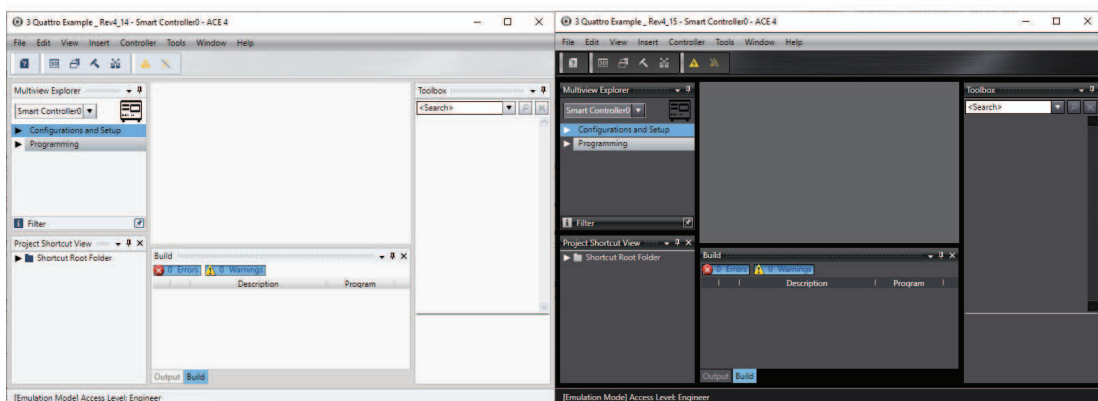 3 Quattro Example _ Rev4_14 - Smart Controller0 - ACE 4
File Edit View Insert Controller Tools Window Help
Multiview Explorer
Smart Controller0
Configurations and Setup
Programming
Filter
Project Shortcut View
Shortcut Root Folder
Toolbox
<Search>
Build
0 Errors 0 Warnings
Description Program
Output Build
[Emulation Mode] Access Level: Engineer
3 Quattro Example _ Rev4_15 - Smart Controller0 - ACE 4
File Edit View Insert Controller Tools Window Help
Multiview Explorer
Smart Controller0
Configurations and Setup
Programming
Filter
Project Shortcut View
Shortcut Root Folder
Toolbox
<Search>
Build
0 Errors 0 Warnings
Description Program
Output Build
[Emulation Mode] Access Level: Engineer